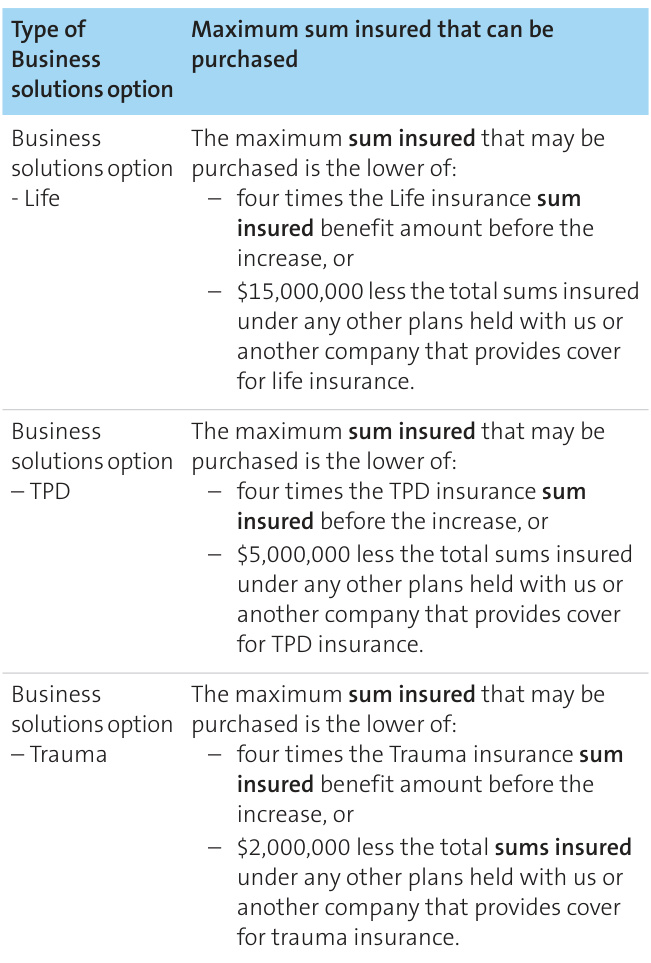 Type of
Business
solutions option
Maximum sum insured that can be
purchased
Business
solutions option
- Life
The maximum sum insured that may be
purchased is the lower of:
– four times the Life insurance sum
insured benefit amount before the
increase, or
– $15,000,000 less the total sums insured
under any other plans held with us or
another company that provides cover
for life insurance.
Business
solutions option
– TPD
The maximum sum insured that may be
purchased is the lower of:
– four times the TPD insurance sum
insured before the increase, or
– $5,000,000 less the total sums insured
under any other plans held with us or
another company that provides cover
for TPD insurance.
Business
solutions option
– Trauma
The maximum sum insured that may be
purchased is the lower of:
– four times the Trauma insurance sum
insured benefit amount before the
increase, or
– $2,000,000 less the total sums insured
under any other plans held with us or
another company that provides cover
for trauma insurance.